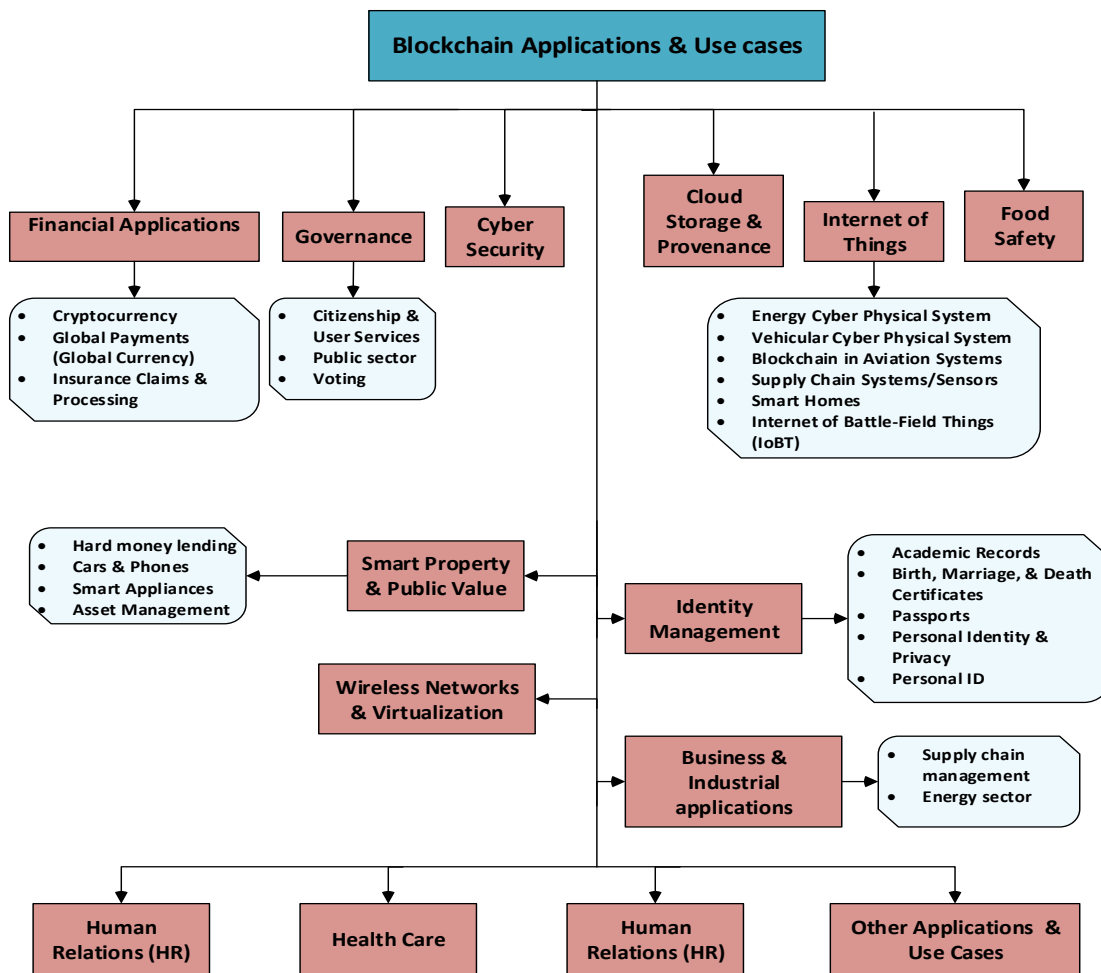 Blockchain Applications & Use cases
Financial Applications
Governance
Cyber
Security
Cloud
Storage &
Provenance
Internet of
Things
Food
Safety
• Cryptocurrency
• Global Payments
(Global Currency)
• Insurance Claims &
Processing
• Citizenship &
User Services
• Public sector
• Voting
• Energy Cyber Physical System
• Vehicular Cyber Physical System
• Blockchain in Aviation Systems
• Supply Chain Systems/Sensors
• Smart Homes
• Internet of Battle-Field Things
(IoBT)
• Hard money lending
• Cars & Phones
• Smart Appliances
• Asset Management
Smart Property
& Public Value
Identity
Management
• Academic Records
• Birth, Marriage, & Death
Certificates
• Passports
• Personal Identity &
Privacy
• Personal ID
Wireless Networks
& Virtualization
Business &
Industrial
applications
• Supply chain
management
• Energy sector
Human
Relations (HR)
Health Care
Human
Relations (HR)
Other Applications &
Use Cases